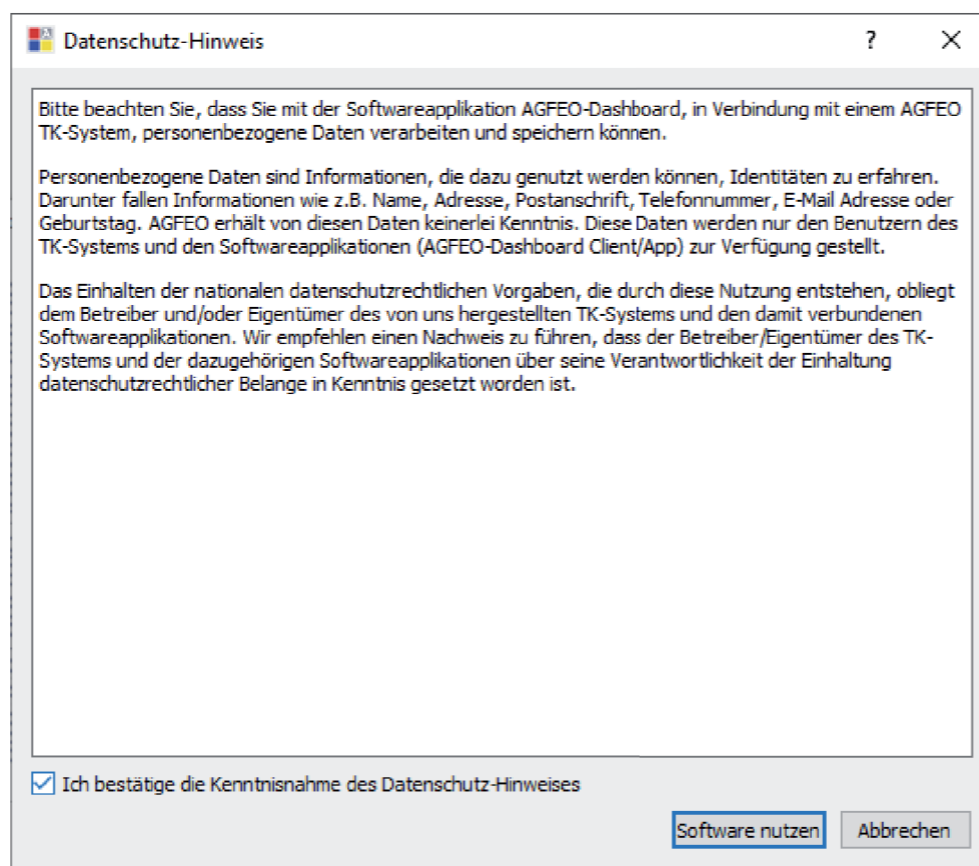 Datenschutz-Hinweis
Bitte beachten Sie, dass Sie mit der Softwareapplikation AGFEO-Dashboard, in Verbindung mit einem AGFEO
TK-System, personenbezogene Daten verarbeiten und speichern können.
Personenbezogene Daten sind Informationen, die dazu genutzt werden können, Identitäten zu erfahren.
Darunter fallen Informationen wie z.B. Name, Adresse, Postanschrift, Telefonnummer, E-Mail Adresse oder
Geburtstag. AGFEO erhält von diesen Daten keinerlei Kenntnis. Diese Daten werden nur den Benutzern des
TK-Systems und den Softwareapplikationen (AGFEO-Dashboard Client/App) zur Verfügung gestellt.
Das Einhalten der nationalen datenschutzrechtlichen Vorgaben, die durch diese Nutzung entstehen, obliegt
dem Betreiber und/oder Eigentümer des von uns hergestellten TK-Systems und den damit verbundenen
Softwareapplikationen. Wir empfehlen einen Nachweis zu führen, dass der Betreiber/Eigentümer des TK-
Systems und der dazugehörigen Softwareapplikationen über seine Verantwortlichkeit der Einhaltung
datenschutzrechtlicher Belange in Kenntnis gesetzt worden ist.
Ich bestätige die Kenntnisnahme des Datenschutz-Hinweises
Software nutzen Abbrechen